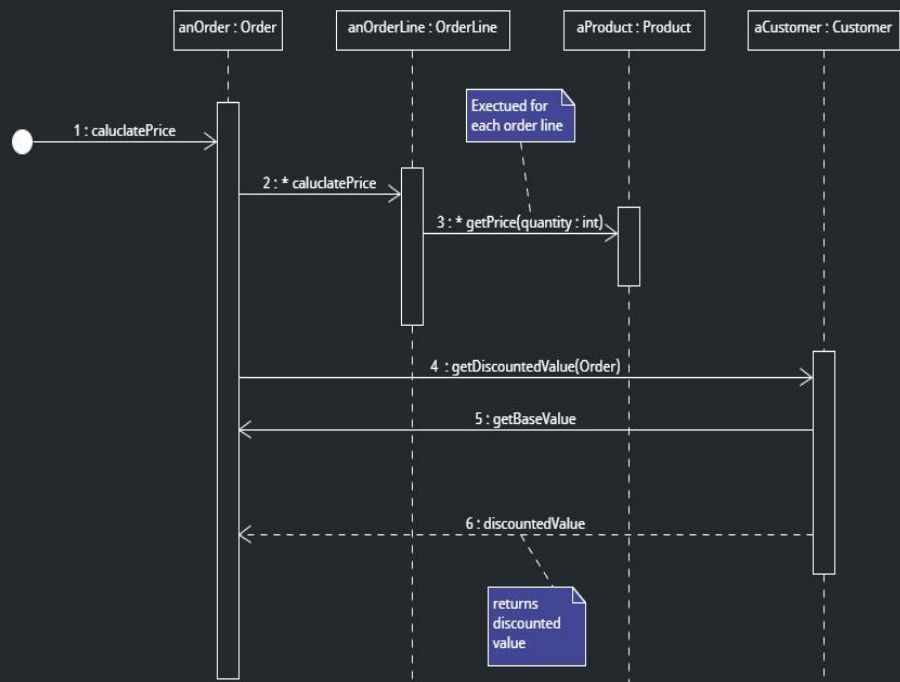 anOrder : Order
anOrderLine : OrderLine
aProduct : Product
aCustomer : Customer
Exectued for
each order line
1 : caluclatePrice
2 : * caluclatePrice
3 : * getPrice(quantity : int)
4 : getDiscountedValue(Order)
5 : getBaseValue
6 : discountedValue
returns
discounted
value